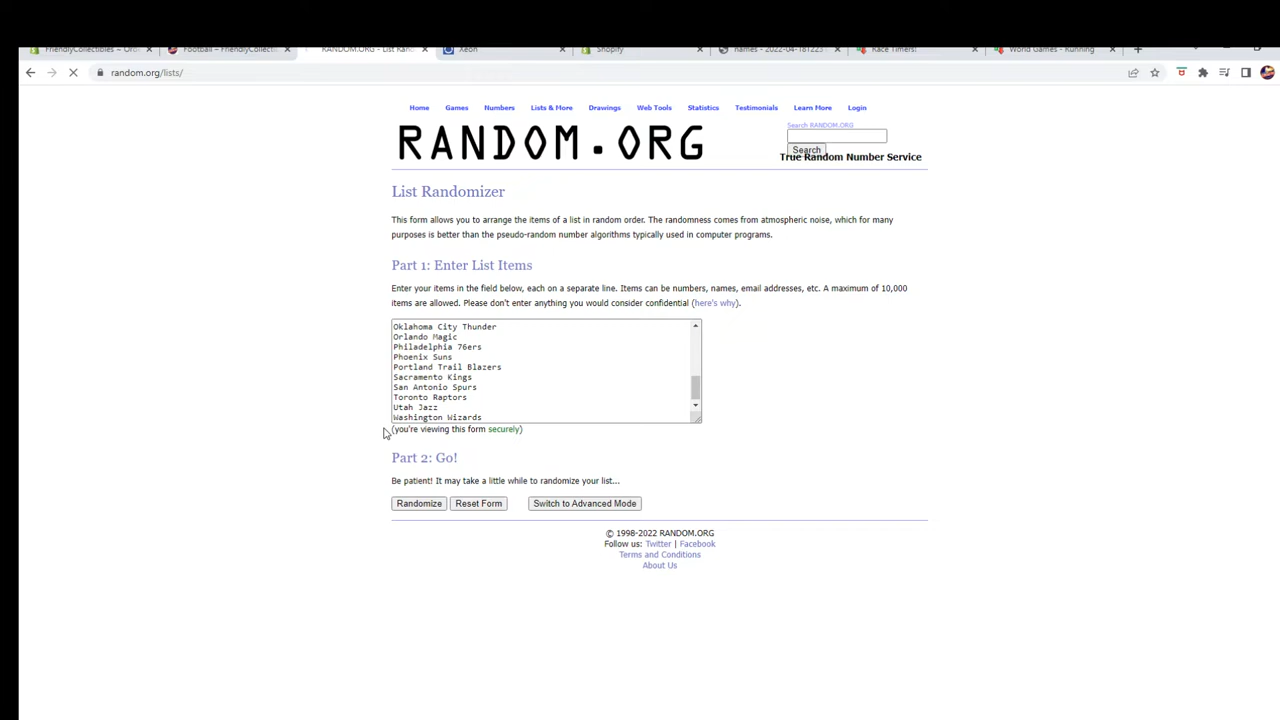 FriendlyCollectibles ~ Ord
Football – FriendlyCollecti
RANDOM.ORG - List Ran
Xeon
Shopify
names - 2022-04-181223
Race Timers!
World Games - Running
random.org/lists/
Home Games Numbers Lists & More Drawings Web Tools Statistics Testimonials Learn More Login
RANDOM.ORG
Search RANDOM.ORG
Search
True Random Number Service
List Randomizer
This form allows you to arrange the items of a list in random order. The randomness comes from atmospheric noise, which for many
purposes is better than the pseudo-random number algorithms typically used in computer programs.
Part 1: Enter List Items
Enter your items in the field below, each on a separate line. Items can be numbers, names, email addresses, etc. A maximum of 10,000
items are allowed. Please don't enter anything you would consider confidential (here's why).
Oklahoma City Thunder
Orlando Magic
Philadelphia 76ers
Phoenix Suns
Portland Trail Blazers
Sacramento Kings
San Antonio Spurs
Toronto Raptors
Utah Jazz
Washington Wizards
(you're viewing this form securely)
Part 2: Go!
Be patient! It may take a little while to randomize your list...
Randomize Reset Form Switch to Advanced Mode
© 1998-2022 RANDOM.ORG
Follow us: Twitter | Facebook
Terms and Conditions
About Us